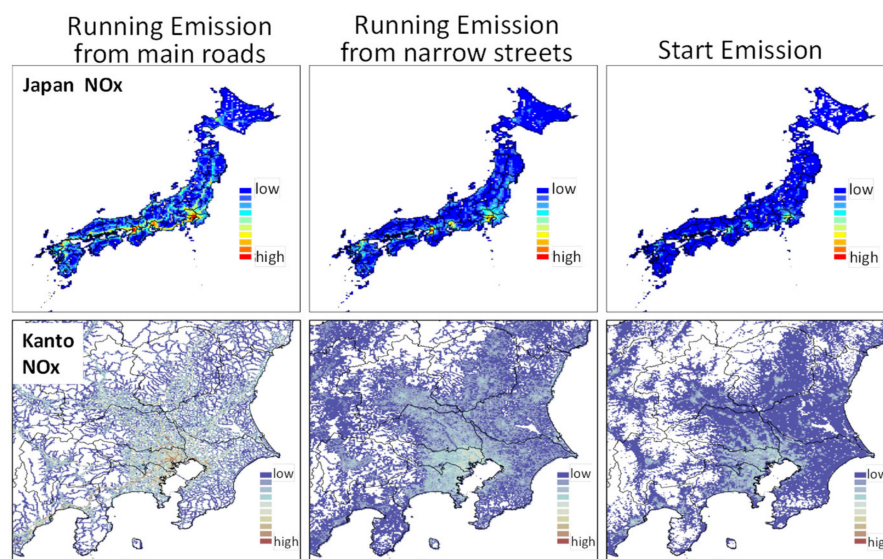 Running Emission
from main roads
Running Emission
from narrow streets
Start Emission
Japan NOx
low
high
low
high
low
high
Kanto
NOx
low
high
low
high
low
high